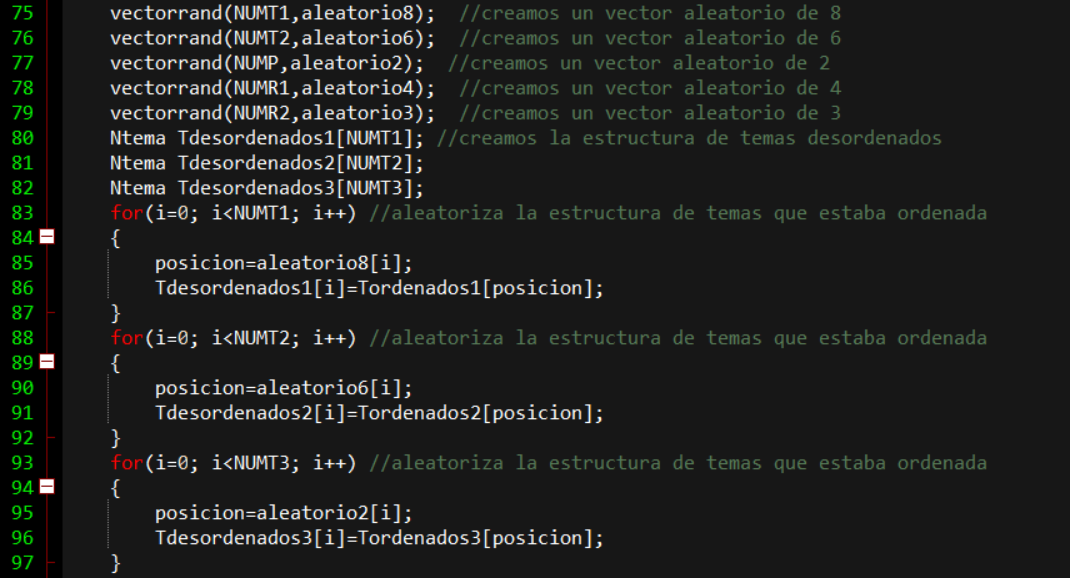 75 vectorrand(NUMT1,aleatorio8); //creamos un vector aleatorio de 8
76 vectorrand(NUMT2,aleatorio6); //creamos un vector aleatorio de 6
77 vectorrand(NUMP,aleatorio2); //creamos un vector aleatorio de 2
78 vectorrand(NUMR1,aleatorio4); //creamos un vector aleatorio de 4
79 vectorrand(NUMR2,aleatorio3); //creamos un vector aleatorio de 3
80 Ntema Tdesordenados1[NUMT1]; //creamos la estructura de temas desordenados
81 Ntema Tdesordenados2[NUMT2];
82 Ntema Tdesordenados3[NUMT3];
83 for(i=0; i<NUMT1; i++) //aleatoriza la estructura de temas que estaba ordenada
84 {
85 posicion=aleatorio8[i];
86 Tdesordenados1[i]=Tordenados1[posicion];
87 }
88 for(i=0; i<NUMT2; i++) //aleatoriza la estructura de temas que estaba ordenada
89 {
90 posicion=aleatorio6[i];
91 Tdesordenados2[i]=Tordenados2[posicion];
92 }
93 for(i=0; i<NUMT3; i++) //aleatoriza la estructura de temas que estaba ordenada
94 {
95 posicion=aleatorio2[i];
96 Tdesordenados3[i]=Tordenados3[posicion];
97 }